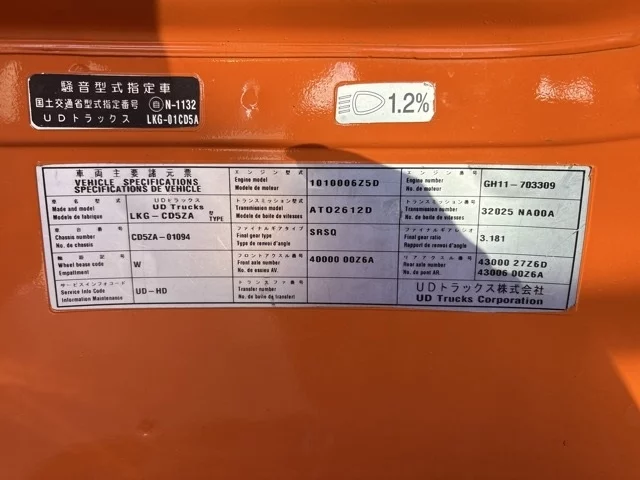 騒音型式指定車
国土交通省型式指定番号 自N-1132
UDトラックス LKG-01CD5A
1.2%
車両主要諸元票
VEHICLE SPECIFICATIONS
SPECIFICATIONS DE VEHICLE
エンジン型式
Engine model
Modele de moteur
1010006Z5D
エンジン番号
Engine number
No. de moteur
GH11-703309
車名型式
Made and model
Modele de fabrique
UDトラックス
UD Trucks
LKG-CD5ZA 型 TYPE
トランスミッション型式
Transmission model
Modele de boite de vitesses
ATO2612D
トランスミッション番号
Transmission number
No. de boite de vitesses
32025 NA00A
車台番号
Chassis number
No. de chassis
CD5ZA-01094
ファイナルギアタイプ
Final gear type
Type de renvoi d'angle
SRSQ
ファイナルギアレシオ
Final gear ratio
Rapport de renvoi d'angle
3.181
軸距記号
Wheel base code
Empattement
W
フロントアクスル番号
Front axle number
No. de essieu AV.
40000 00Z6A
リアアクスル番号
Rear axle number
No. de pont AR.
43000 27Z6D
43006 00Z6A
サービスインフォコード
Service Info Code
Information Maintenance
UD-HD
トランスファ番号
Transfer number
No. de boite de transfert
UDトラックス株式会社
UD Trucks Corporation